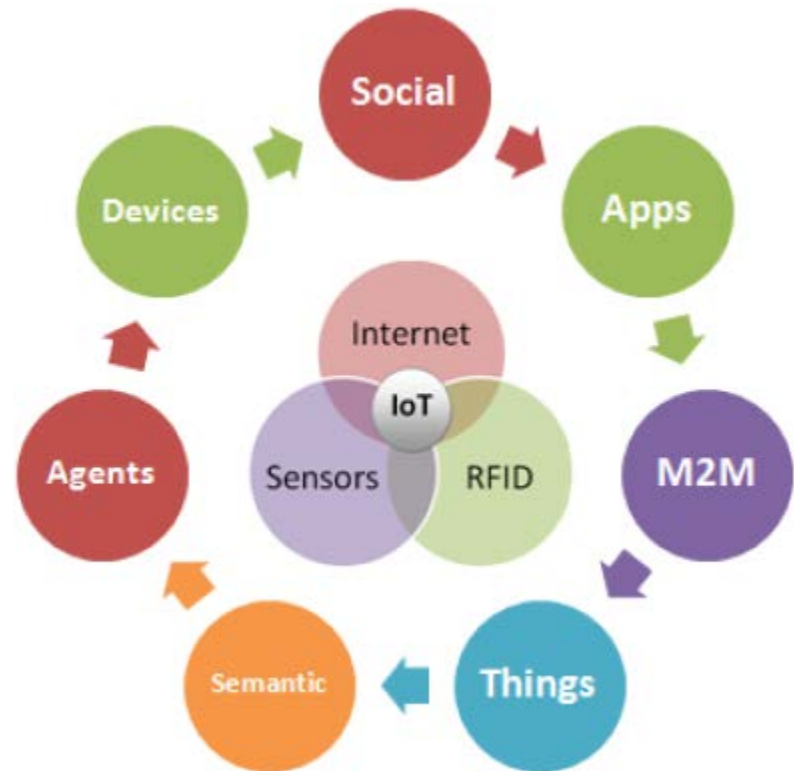 Social
Devices
Apps
Internet
IoT
Agents
Sensors
RFID
M2M
Semantic
Things